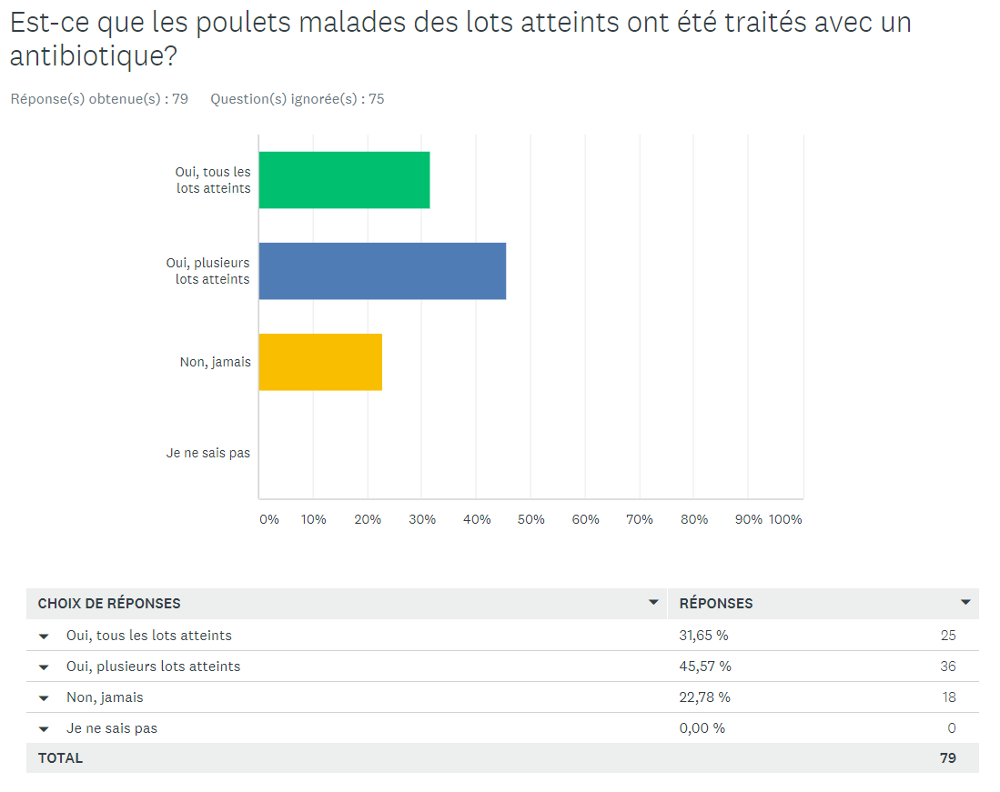 Est-ce que les poulets malades des lots atteints ont été traités avec un
antibiotique?
Réponse(s) obtenue(s) : 79 Question(s) ignorée(s) : 75
Oui, tous les
lots atteints
Oui, plusieurs
lots atteints
Non, jamais
Je ne sais pas
0% 10% 20% 30% 40% 50% 60% 70% 80% 90% 100%
CHOIX DE RÉPONSES RÉPONSES
Oui, tous les lots atteints 31,65 % 25
Oui, plusieurs lots atteints 45,57 % 36
Non, jamais 22,78 % 18
Je ne sais pas 0,00 % 0
TOTAL 79